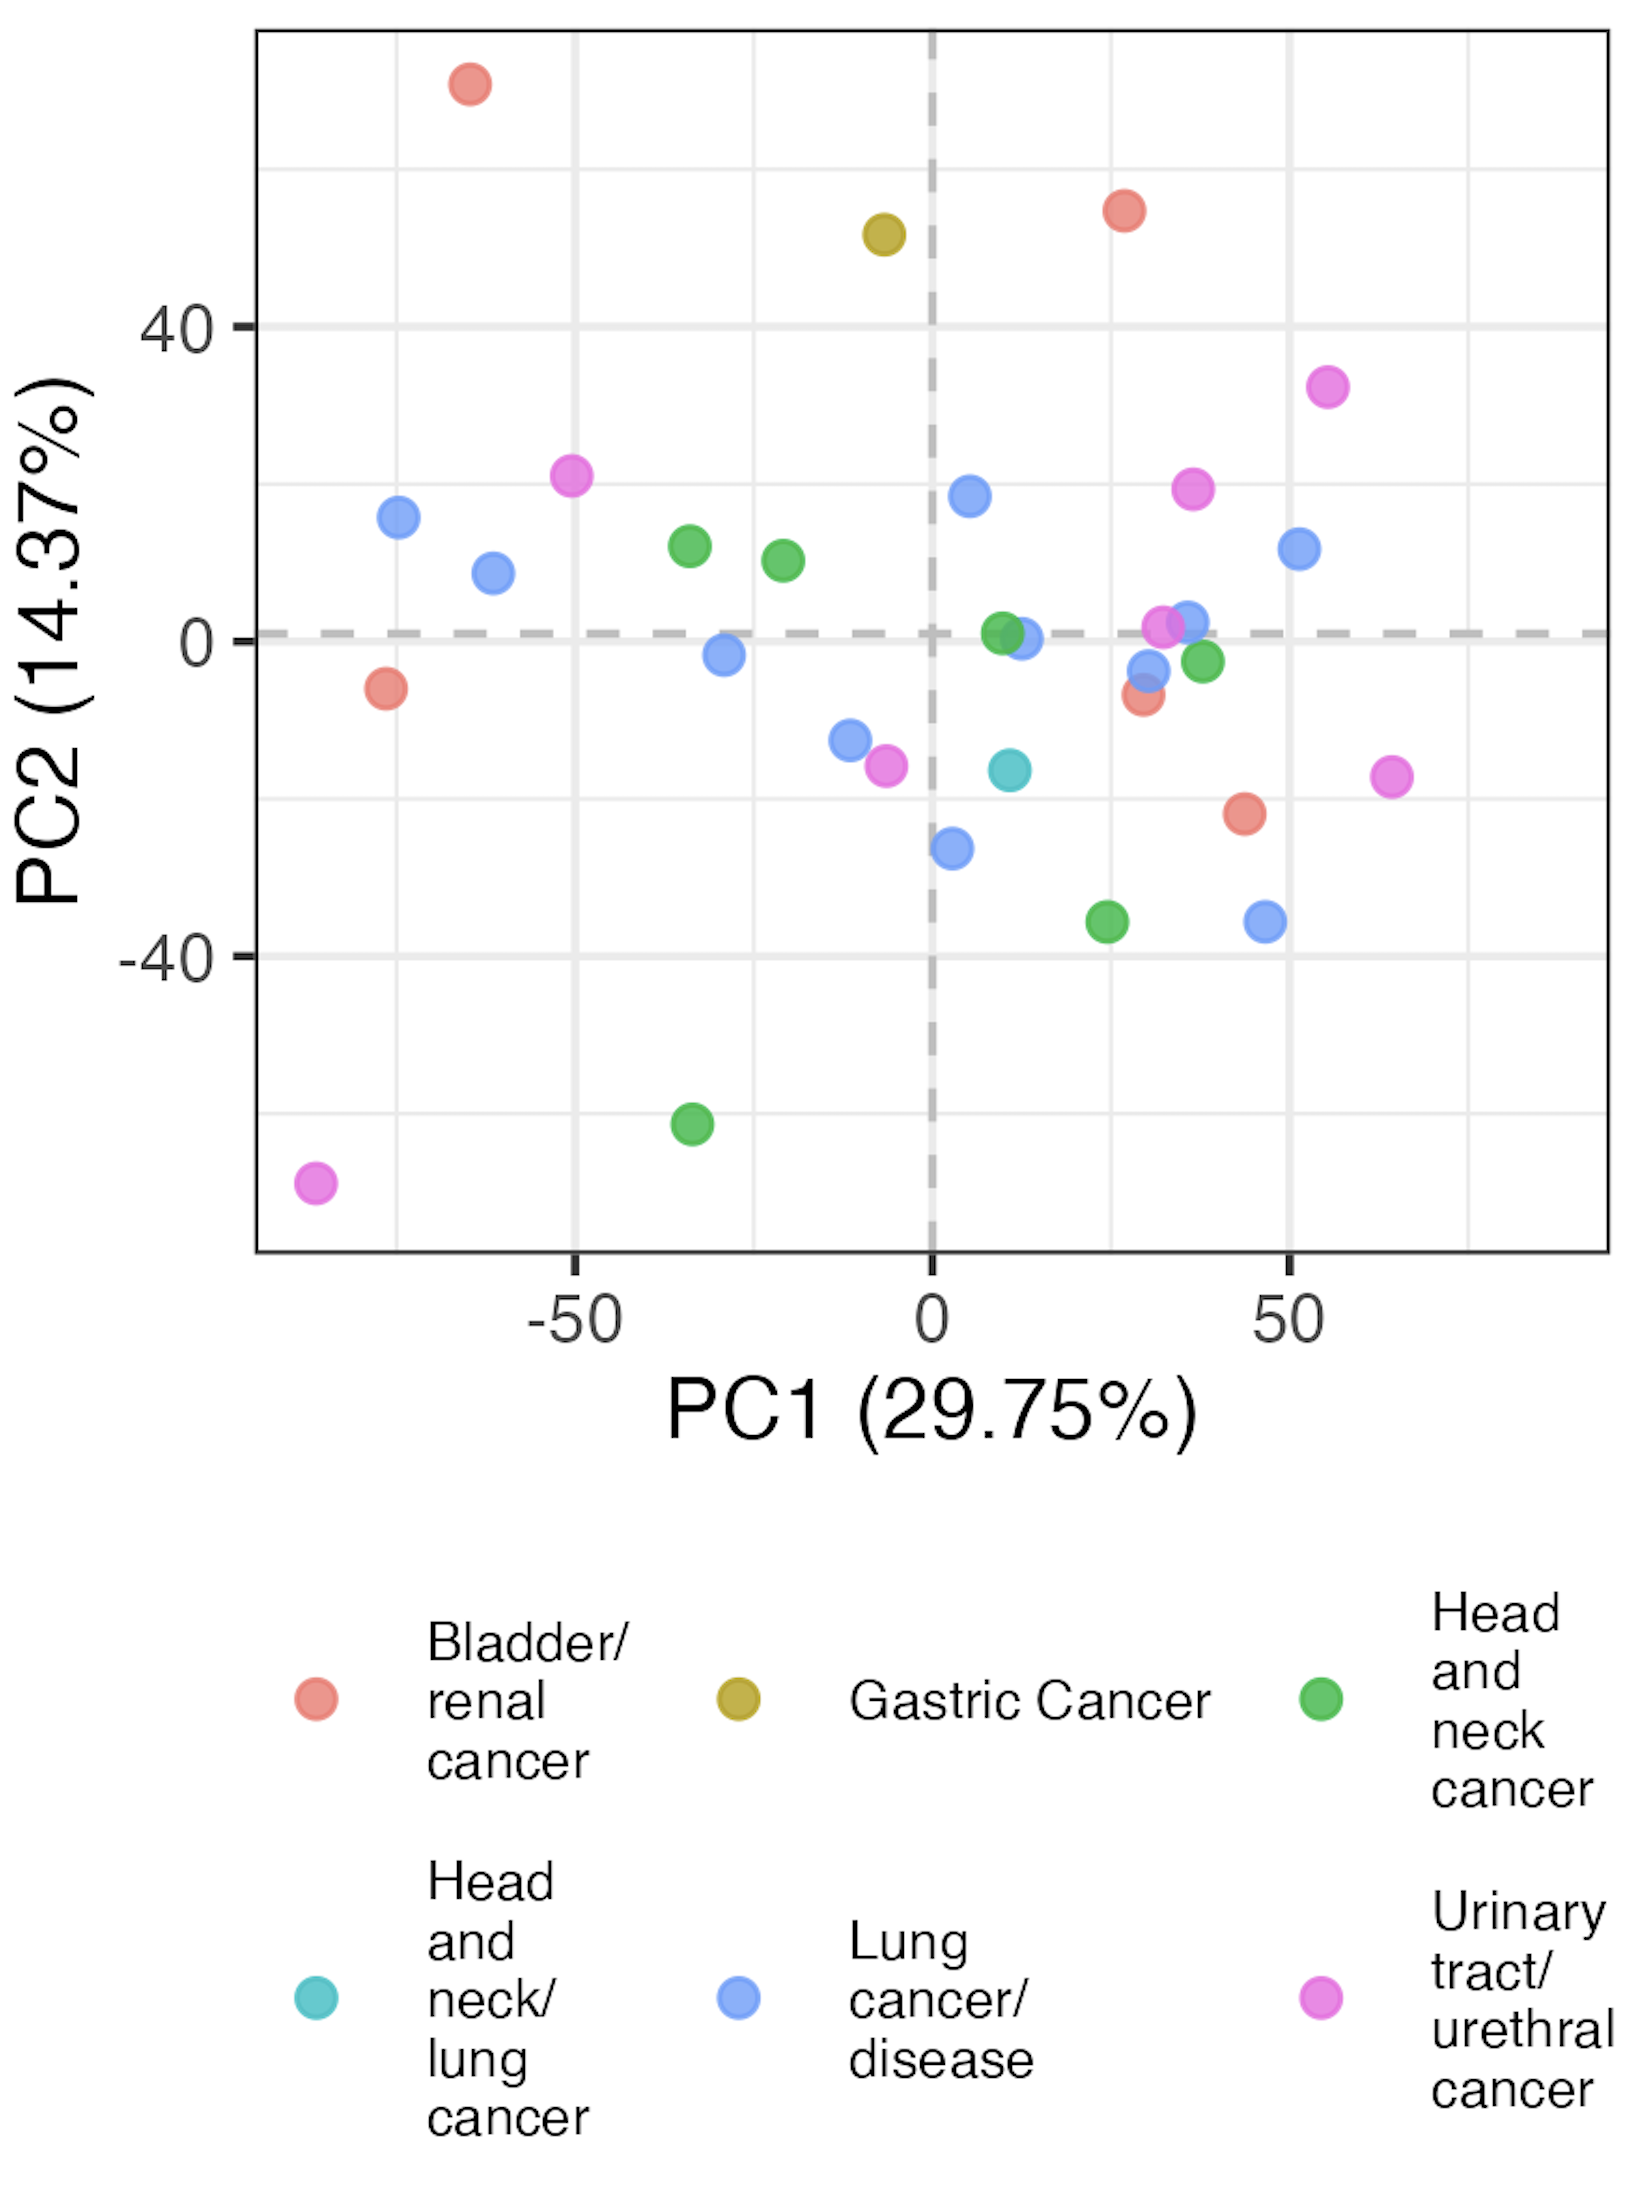 PC2 (14.37%)
40
0
-40
-50
0
50
PC1 (29.75%)
Bladder/
renal
cancer
Gastric Cancer
Head
and
neck
cancer
Head
and
neck/
lung
cancer
Lung
cancer/
disease
Urinary
tract/
urethral
cancer